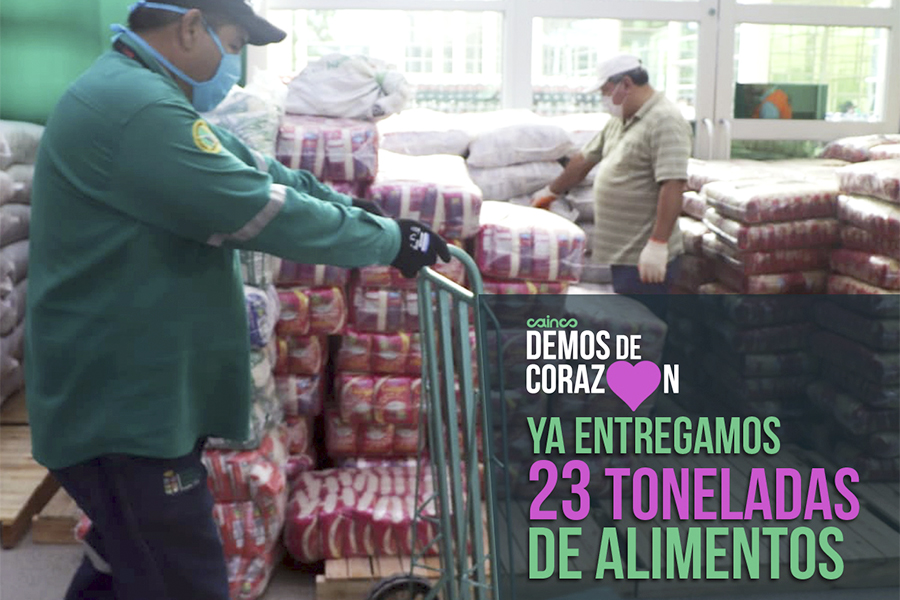 cainco
DEMOS DE
CORAZ N
YA ENTREGAMOS
23 TONELADAS
DE ALIMENTOS